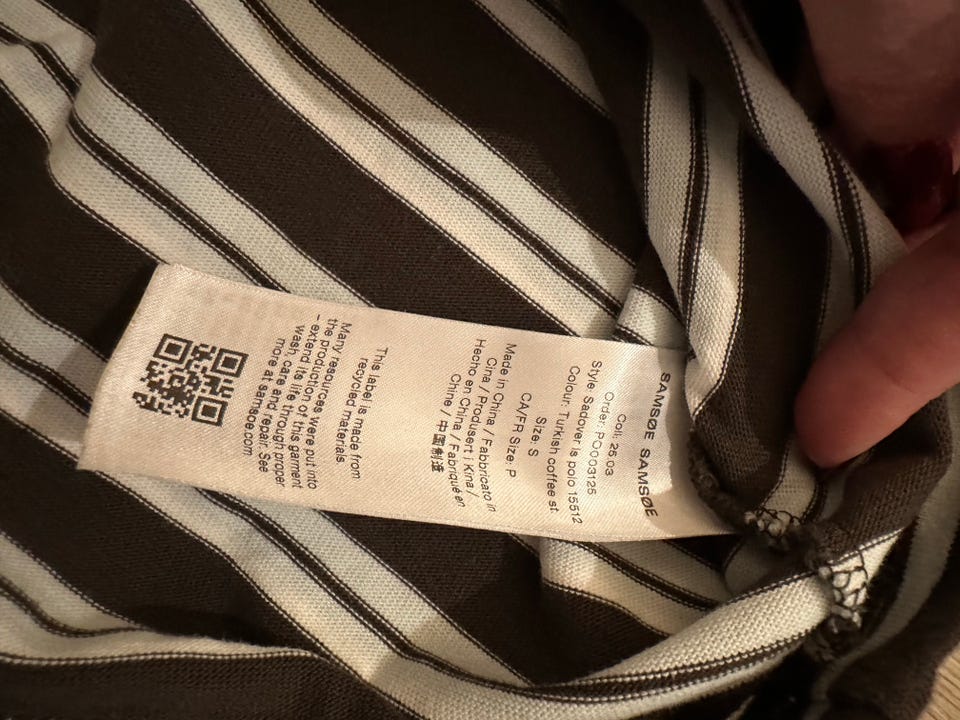 SAMSØE SAMSØE
Coll: 25.03
Order: PO003125
Style: Sadover ls polo 15512
Colour: Turkish coffee st.
Size: S
CA/FR Size: P
Made in China / Fabbricato in
Cina / Produsert i Kina /
Hecho en China / Fabriqué en
Chine / 中国制造
This label is made from
recycled materials
Many resources were put into
the production of this garment
– extend its life through proper
wash, care and repair. See
more at samsoe.com